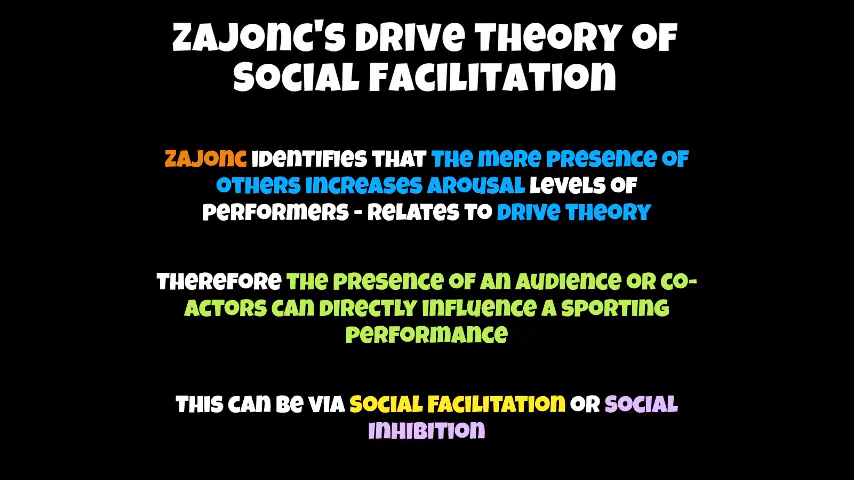 Zajonc's Drive Theory of
Social Facilitation
Zajonc identifies that the mere presence of
others increases arousal levels of
performers - relates to drive theory
Therefore the presence of an audience or co-
actors can directly influence a sporting
performance
This can be via social facilitation or social
inhibition